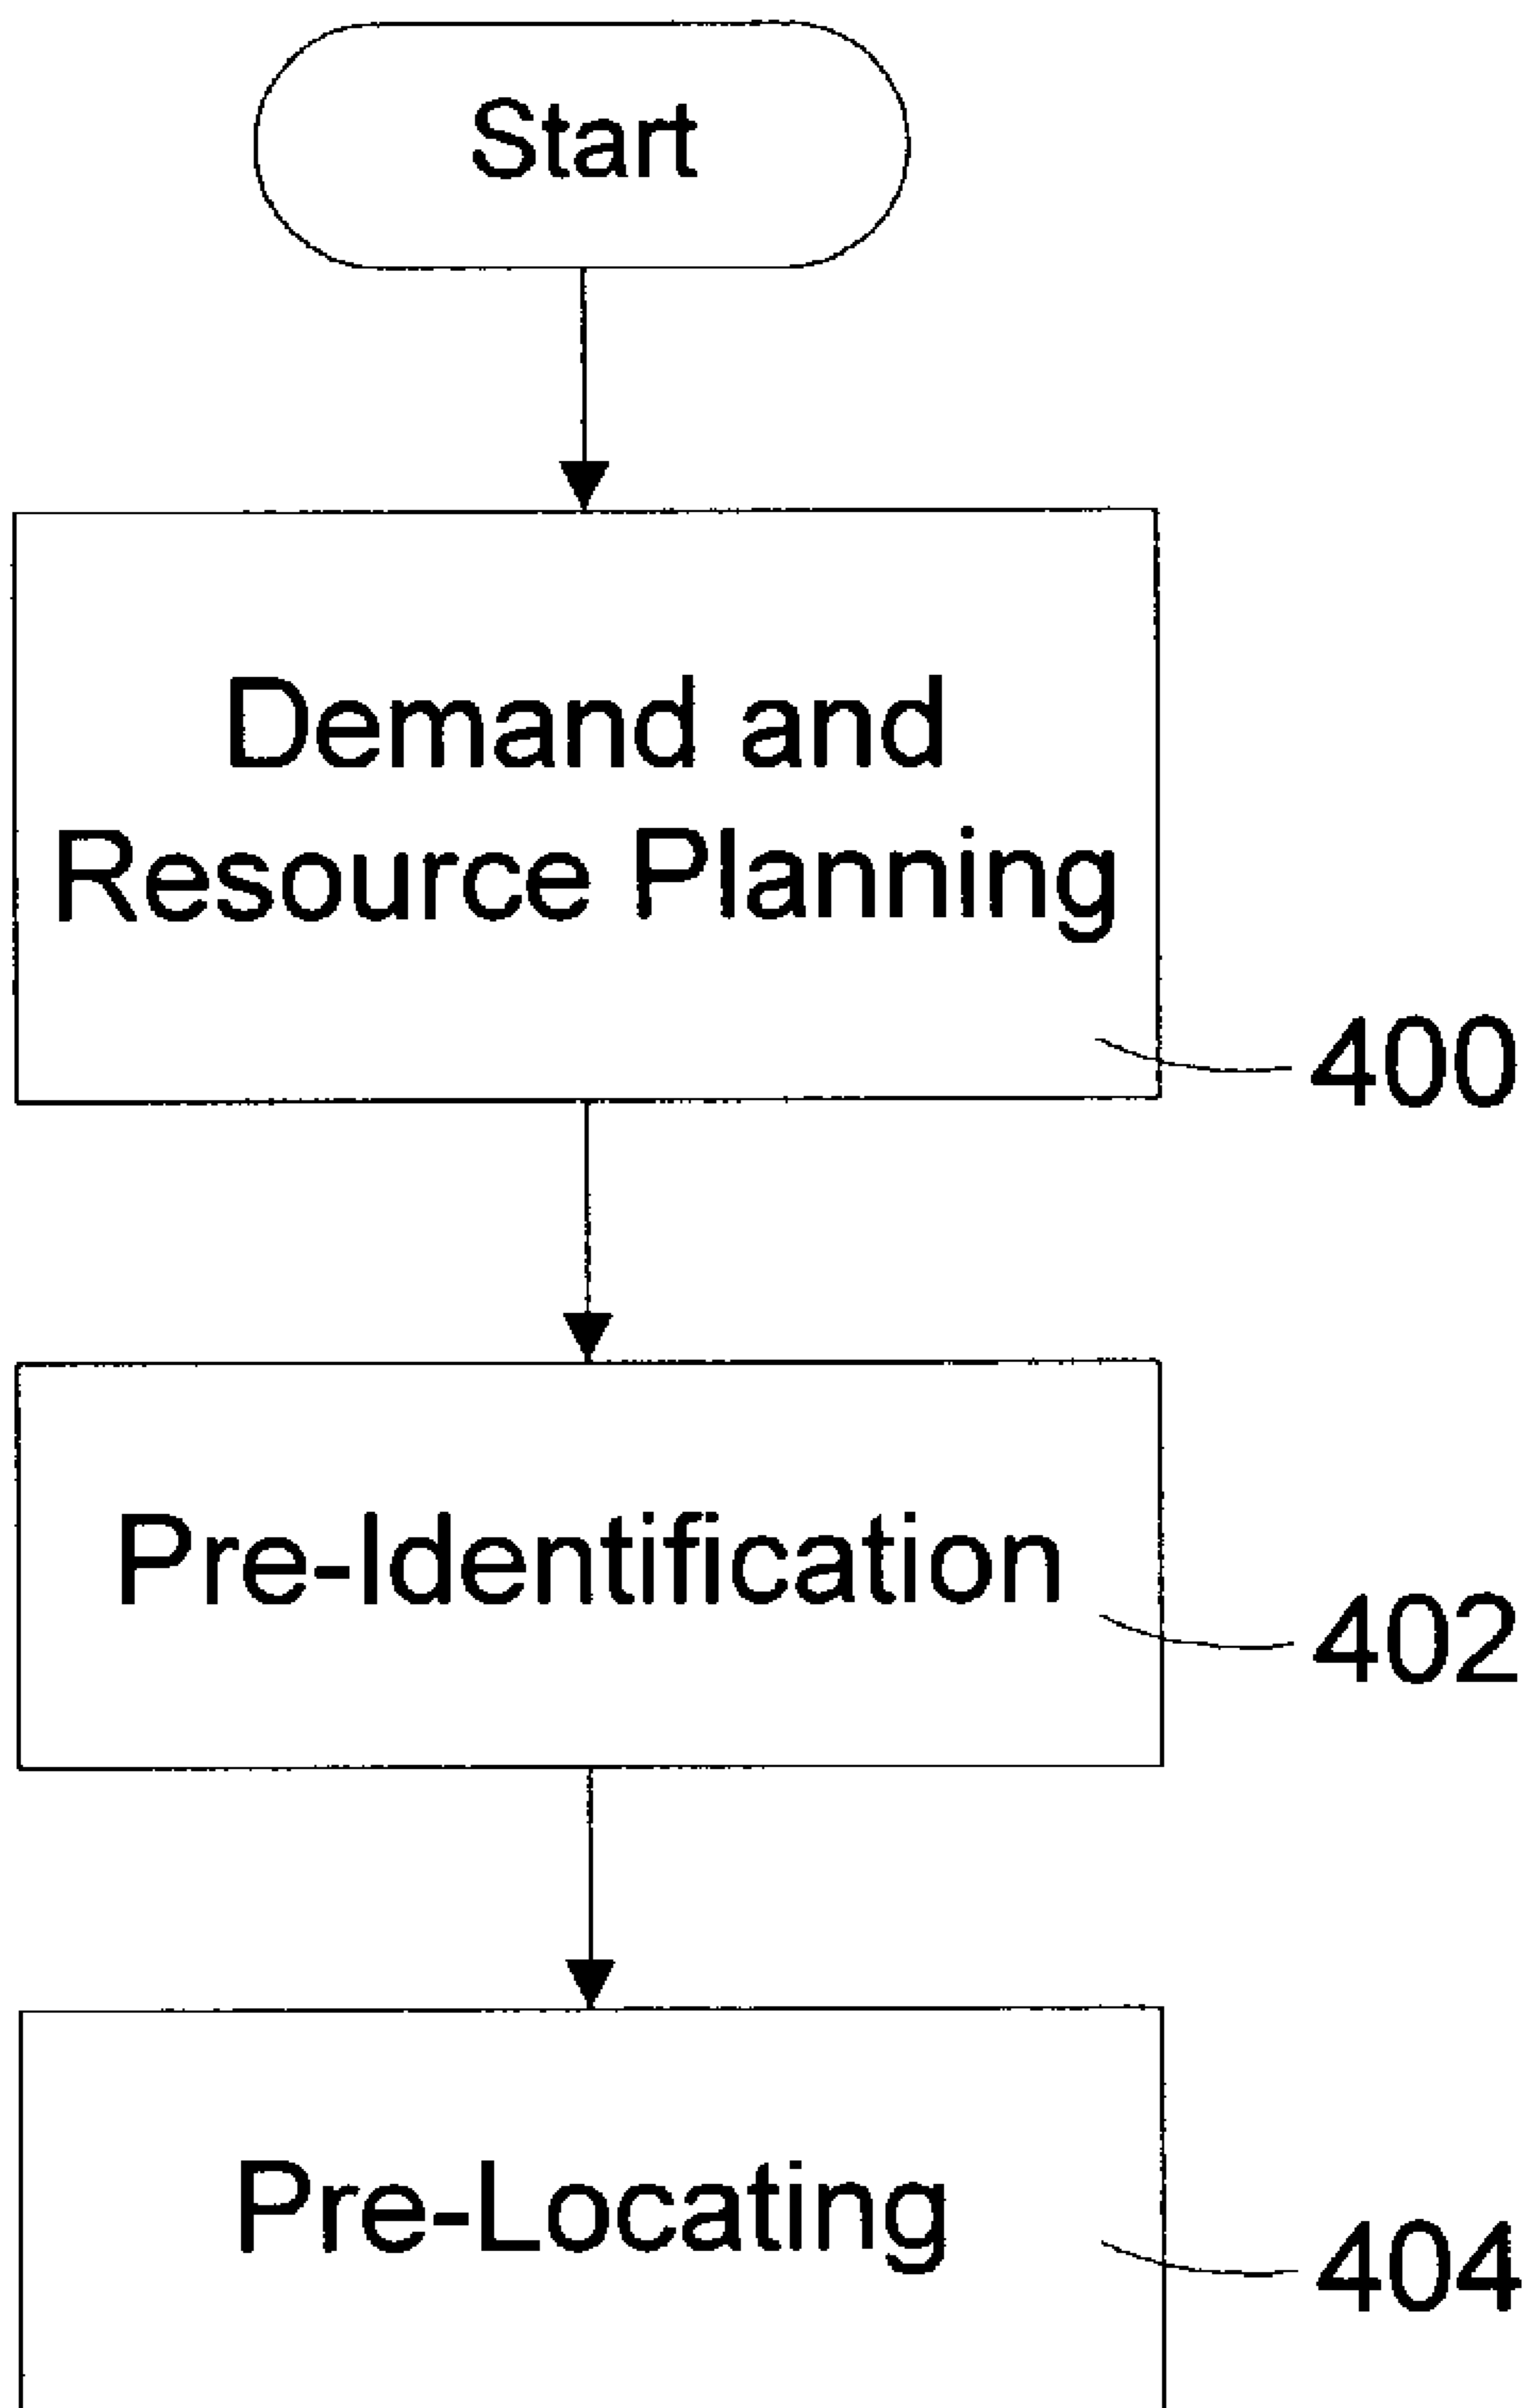 Start
Demand and
Resource Planning
400
Pre-Identification
402
Pre-Locating
404